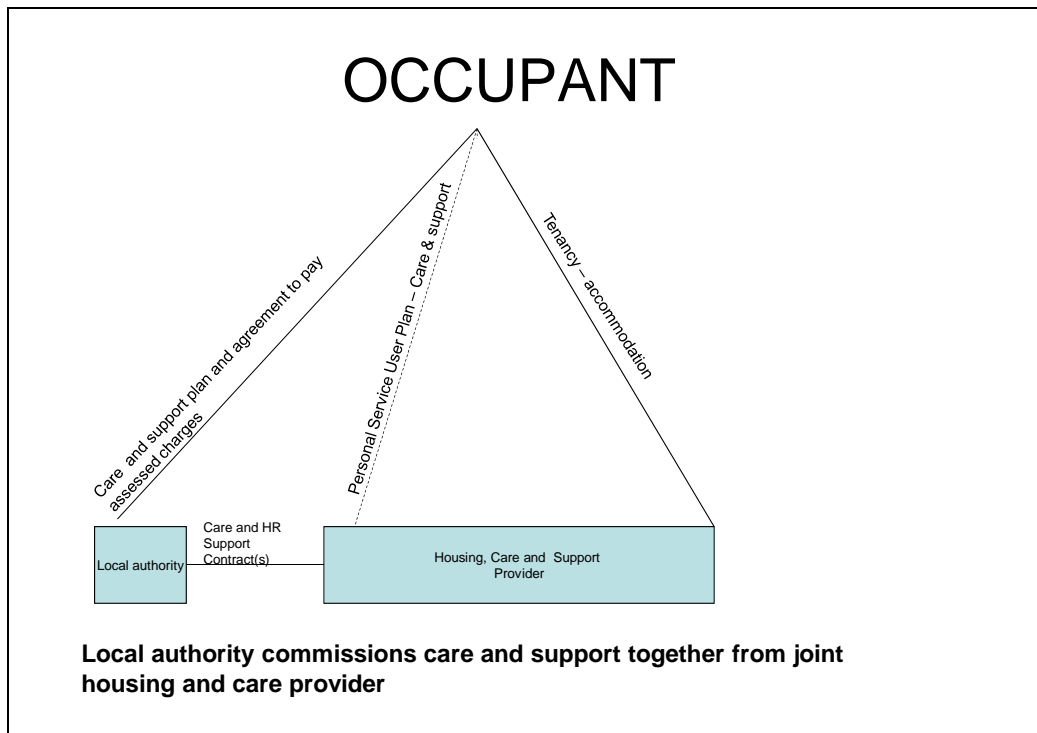 OCCUPANT
Care and support plan and agreement to pay
assessed charges
Personal Service User Plan – Care & support
Tenancy – accommodation
Local authority
Care and HR
Support
Contract(s)
Housing, Care and Support
Provider
Local authority commissions care and support together from joint
housing and care provider